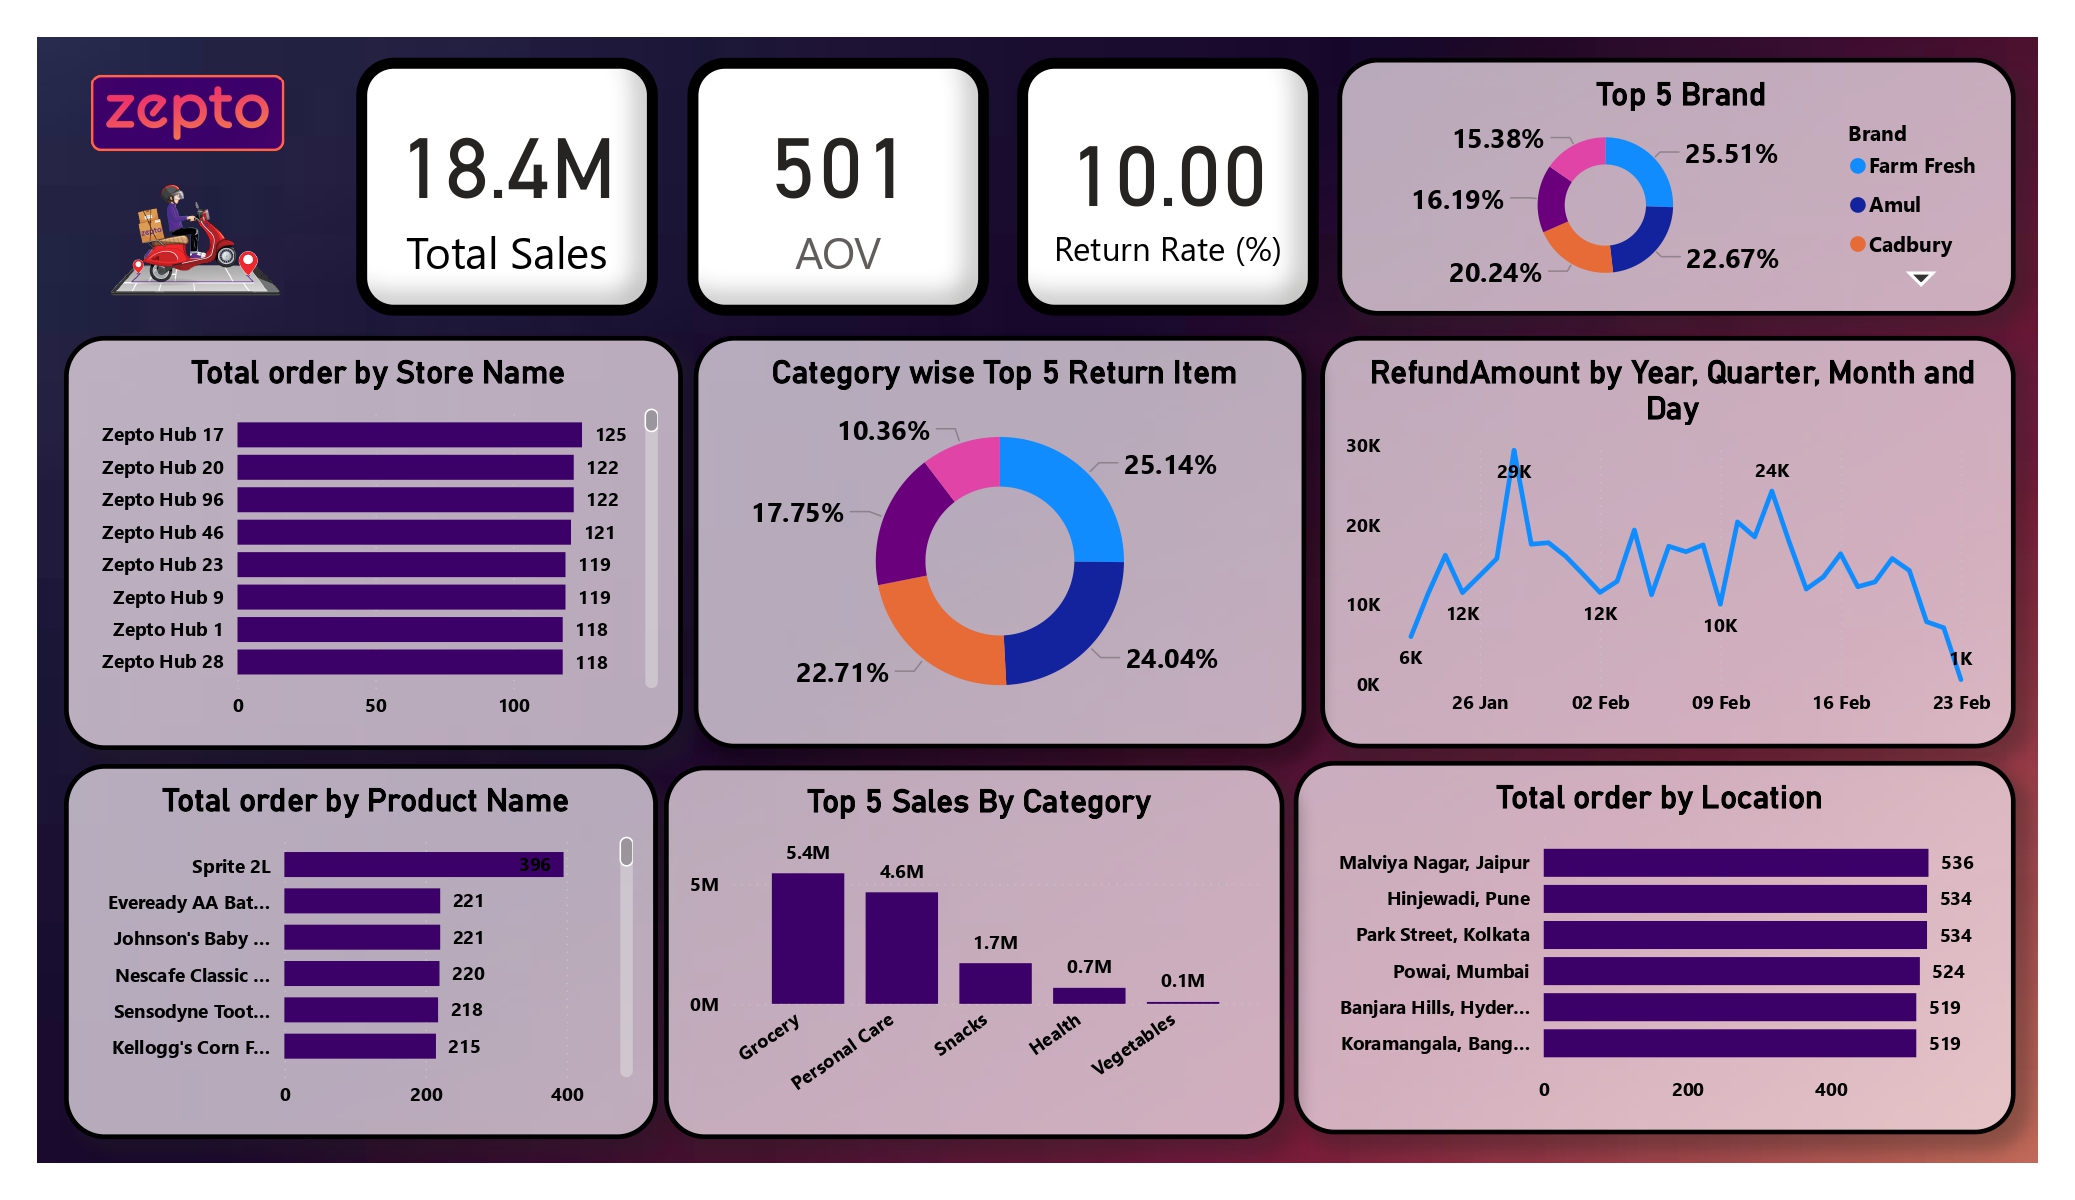 zepto
zepto
18.4M
Total Sales
501
AOV
10.00
Return Rate (%)
Top 5 Brand
15.38%
25.51%
16.19%
20.24%
22.67%
Brand
Farm Fresh
Amul
Cadbury
Total order by Store Name
Zepto Hub 17 125
Zepto Hub 20 122
Zepto Hub 96 122
Zepto Hub 46 121
Zepto Hub 23 119
Zepto Hub 9 119
Zepto Hub 1 118
Zepto Hub 28 118
0 50 100
Category wise Top 5 Return Item
10.36%
25.14%
17.75%
22.71%
24.04%
RefundAmount by Year, Quarter, Month and
Day
30K
20K
10K
0K
29K
24K
12K
12K
10K
6K
1K
26 Jan 02 Feb 09 Feb 16 Feb 23 Feb
Total order by Product Name
Sprite 2L 396
Eveready AA Bat... 221
Johnson's Baby ... 221
Nescafe Classic ... 220
Sensodyne Toot... 218
Kellogg's Corn F... 215
0 200 400
Top 5 Sales By Category
5M
0M
5.4M
4.6M
1.7M
0.7M
0.1M
Grocery
Personal Care
Snacks
Health
Vegetables
Total order by Location
Malviya Nagar, Jaipur 536
Hinjewadi, Pune 534
Park Street, Kolkata 534
Powai, Mumbai 524
Banjara Hills, Hyder... 519
Koramangala, Bang... 519
0 200 400